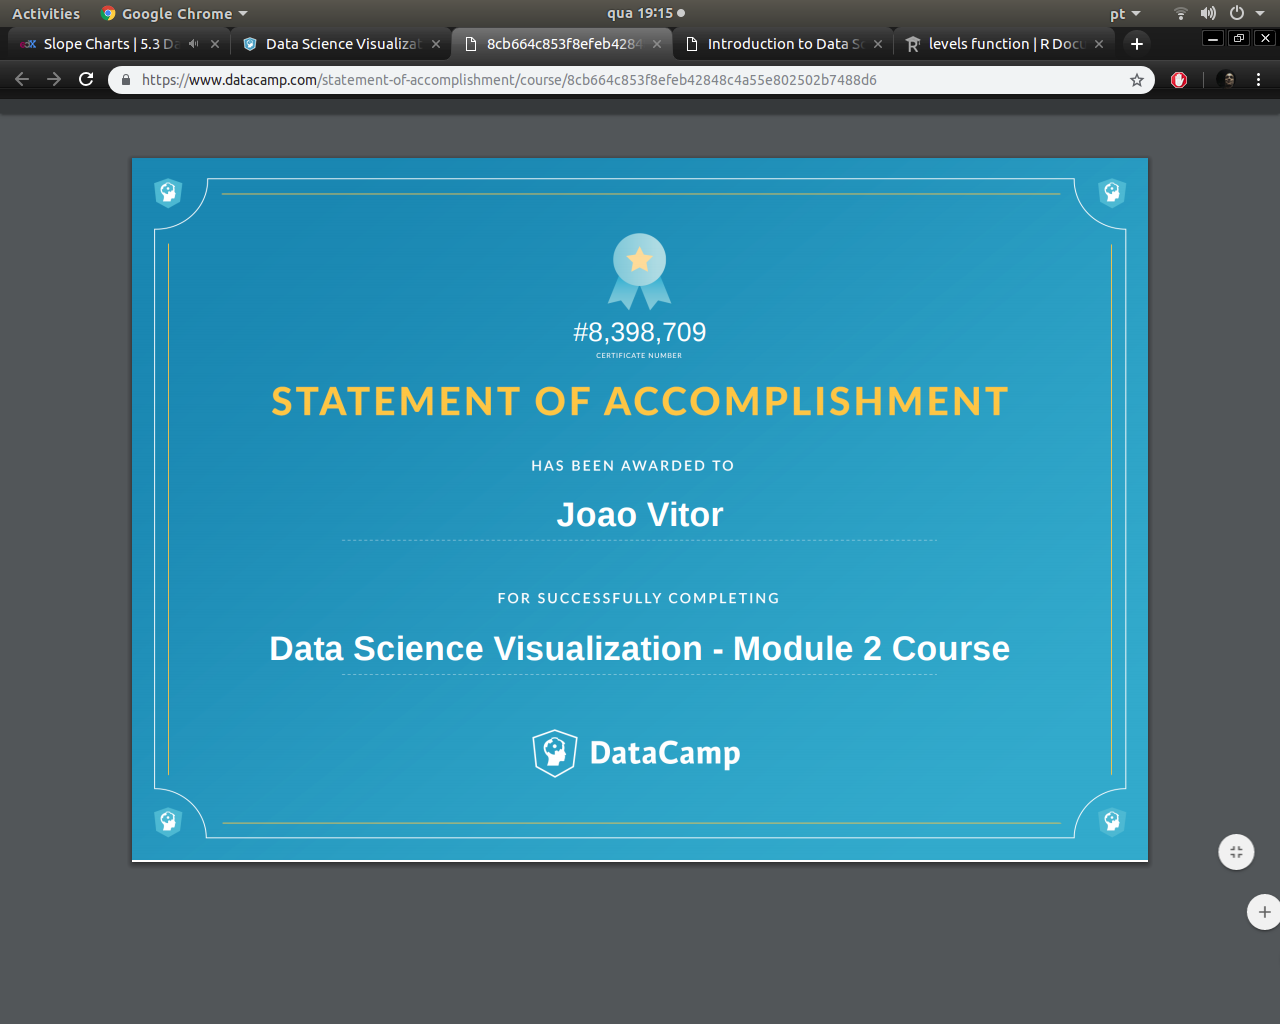 Activities Google Chrome qua 19:15 pt
Slope Charts | 5.3 Da
Data Science Visualizat
8cb664c853f8efeb4284
Introduction to Data Sc
levels function | R Docu
https://www.datacamp.com/statement-of-accomplishment/course/8cb664c853f8efeb42848c4a55e802502b7488d6
#8,398,709
CERTIFICATE NUMBER
STATEMENT OF ACCOMPLISHMENT
HAS BEEN AWARDED TO
Joao Vitor
FOR SUCCESSFULLY COMPLETING
Data Science Visualization - Module 2 Course
DataCamp